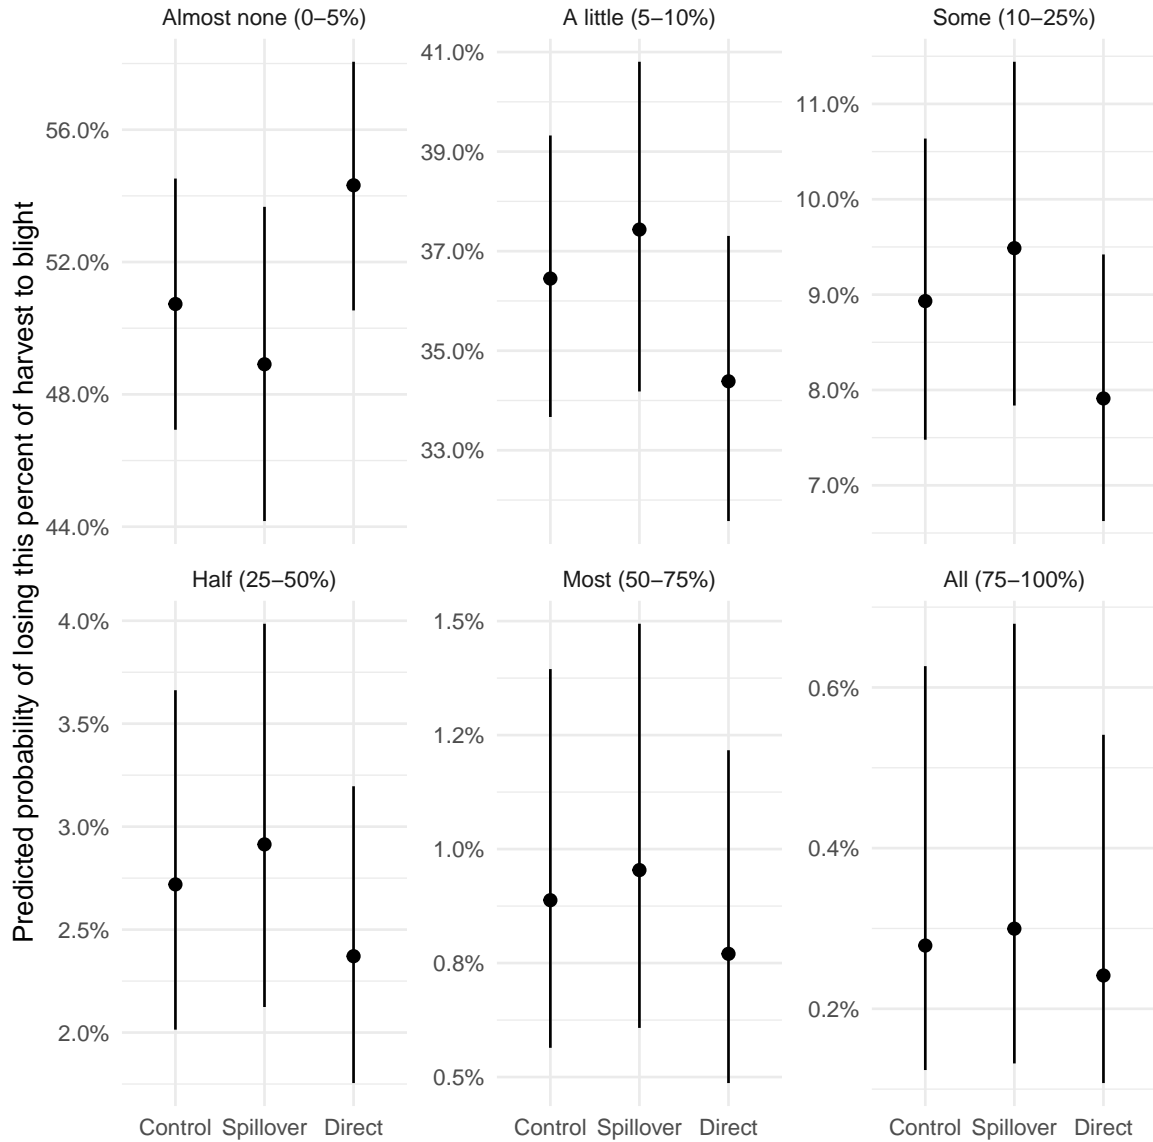 Predicted probability of losing this percent of harvest to blight
Almost none (0–5%)
56.0%
52.0%
48.0%
44.0%
A little (5–10%)
41.0%
39.0%
37.0%
35.0%
33.0%
Some (10–25%)
11.0%
10.0%
9.0%
8.0%
7.0%
Half (25–50%)
4.0%
3.5%
3.0%
2.5%
2.0%
Control Spillover Direct
Most (50–75%)
1.5%
1.2%
1.0%
0.8%
0.5%
Control Spillover Direct
All (75–100%)
0.6%
0.4%
0.2%
Control Spillover Direct